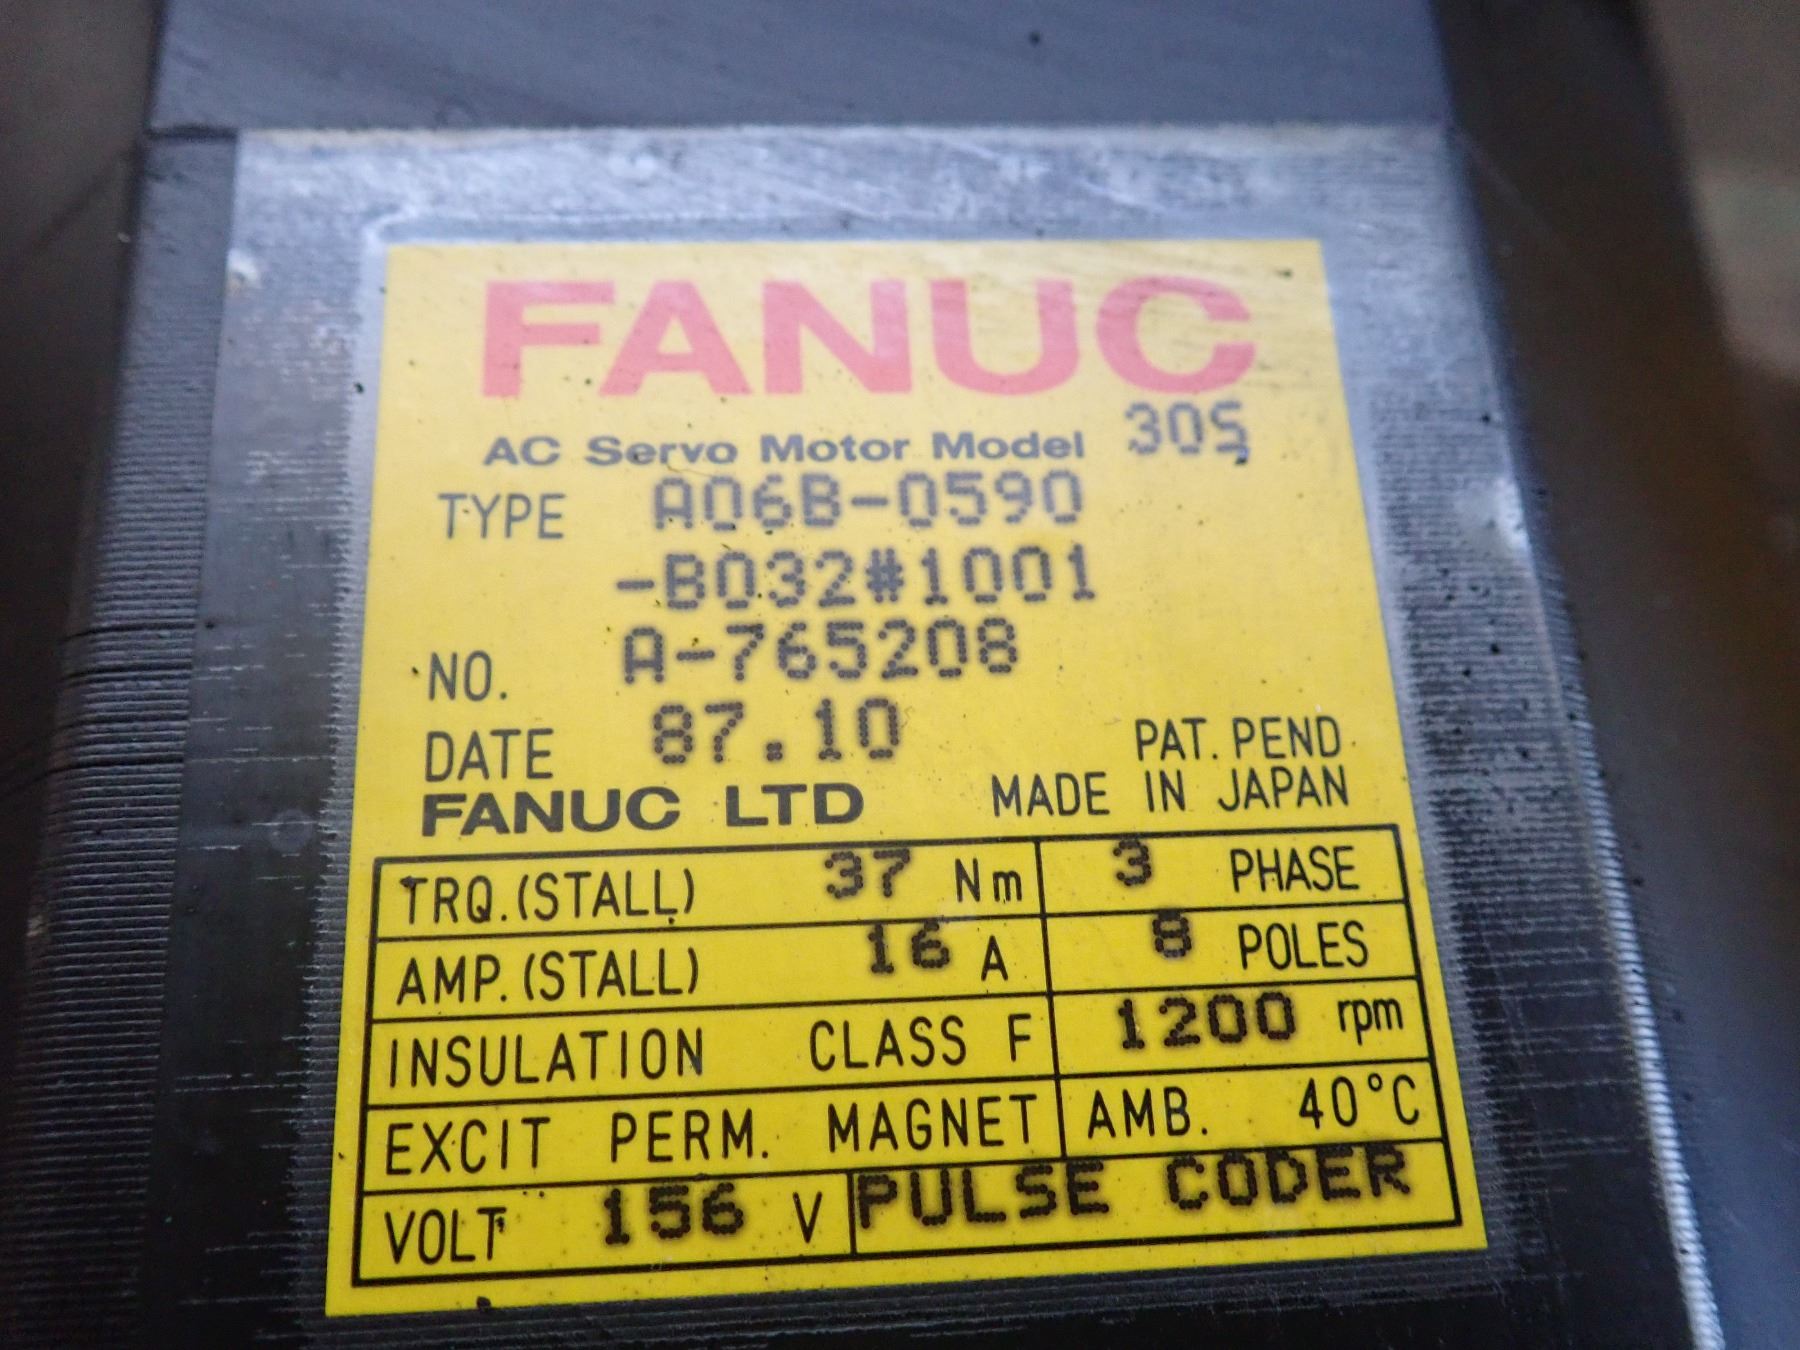 FANUC
AC Servo Motor Model 30S
TYPE A06B-0590
-B032#1001
NO. A-765208
DATE 87.10
PAT. PEND.
FANUC LTD MADE IN JAPAN
TRQ.(STALL) 37 Nm 3 PHASE
AMP.(STALL) 16 A 8 POLES
INSULATION CLASS F 1200 rpm
EXCIT PERM. MAGNET AMB. 40°C
VOLT 156 V PULSE CODER